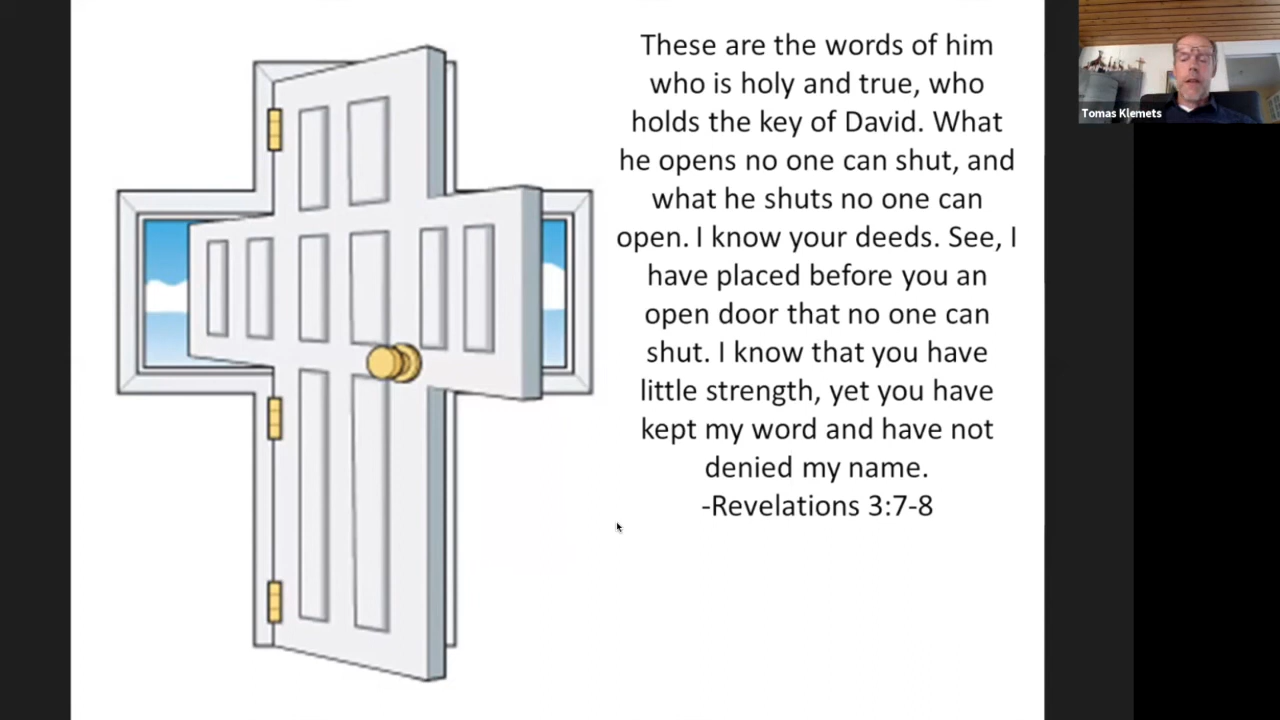 These are the words of him
who is holy and true, who
holds the key of David. What
he opens no one can shut, and
what he shuts no one can
open. I know your deeds. See, I
have placed before you an
open door that no one can
shut. I know that you have
little strength, yet you have
kept my word and have not
denied my name.
-Revelations 3:7-8
Tomas Klemets